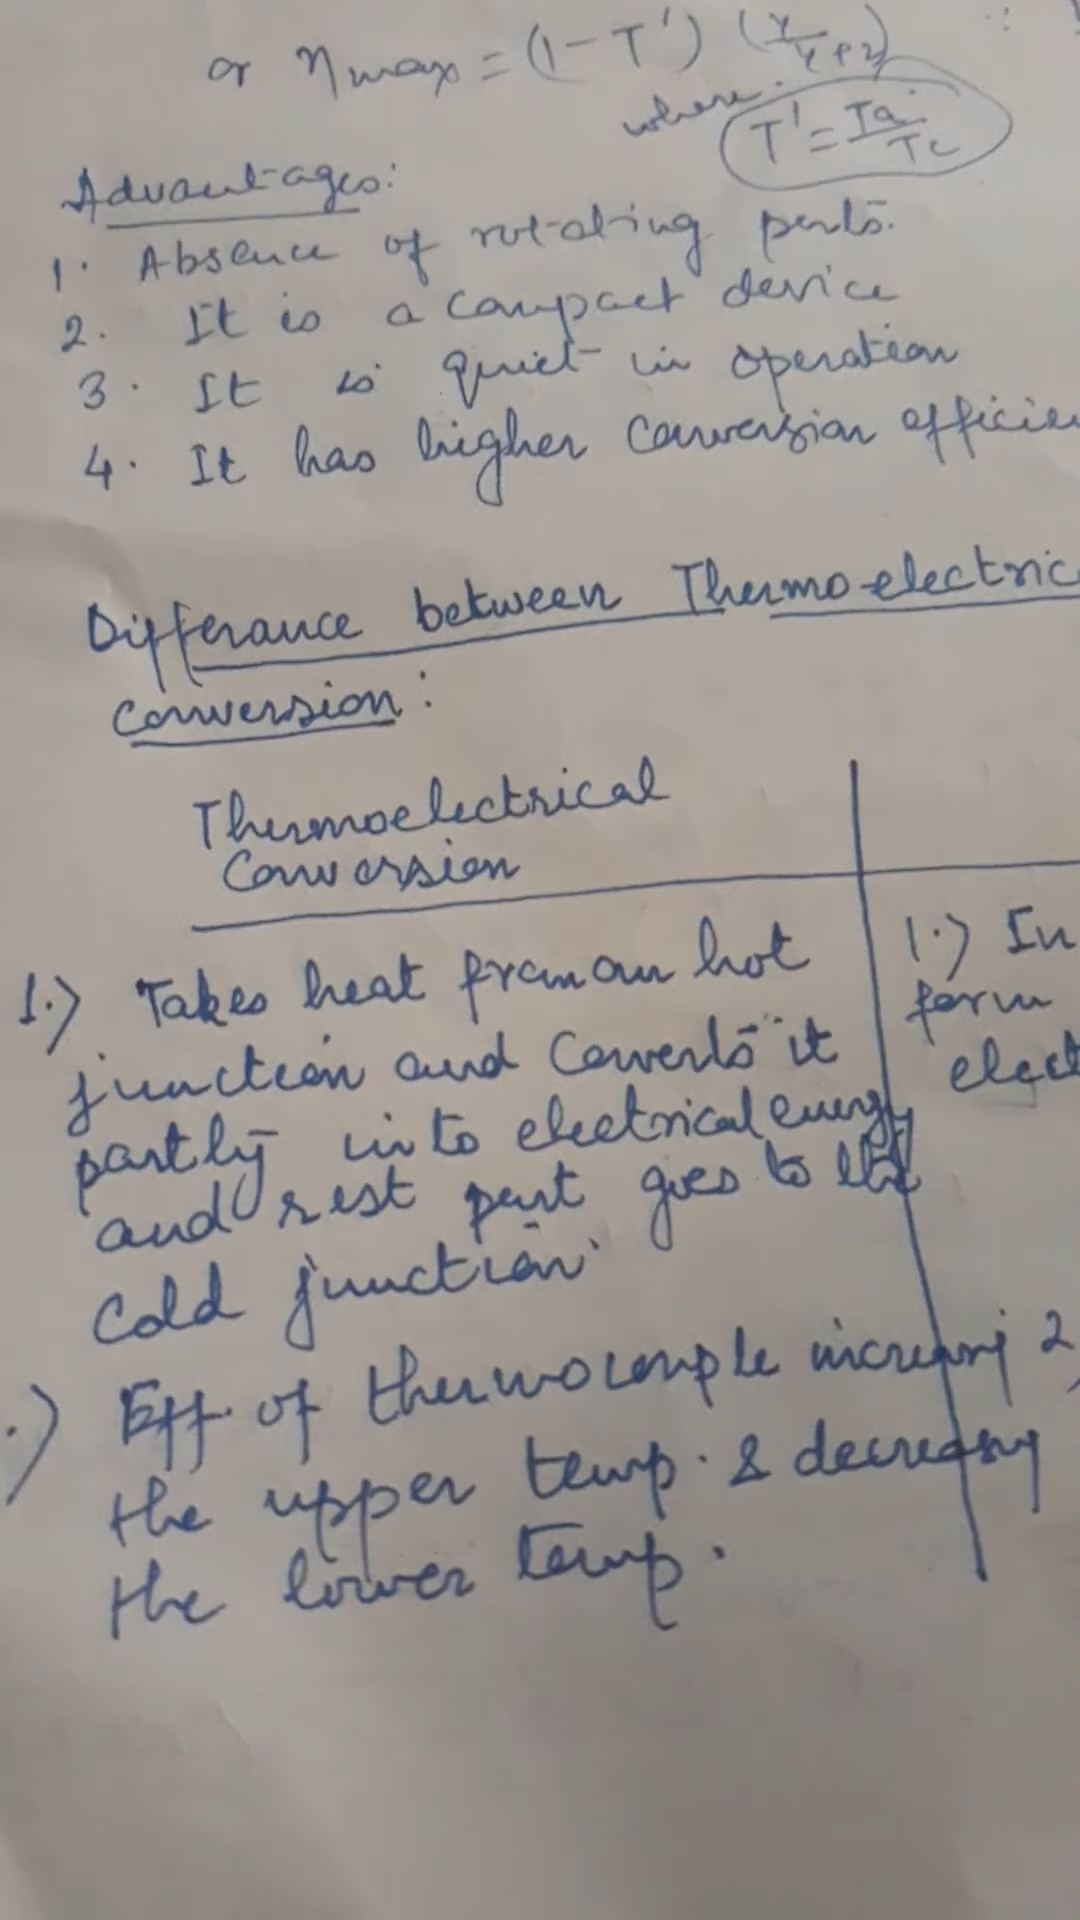 or ηmax = (1-T') (γ/γ+2)
where
T' = Ta/Tc
Advantages:
1. Absence of rotating parts.
2. It is a compact device
3. It is quiet in operation
4. It has higher conversion efficien
Differance between Thermo electric
conversion:
Thermoelectrical
Conversion
1.) Takes heat from an hot
junction and converts it
partly into electrical energy
and rest part goes to the
cold junction.
.) Eff. of thermocouple increasing
the upper temp. & decreasing
the lower temp.
1.) In
form
elect
2)